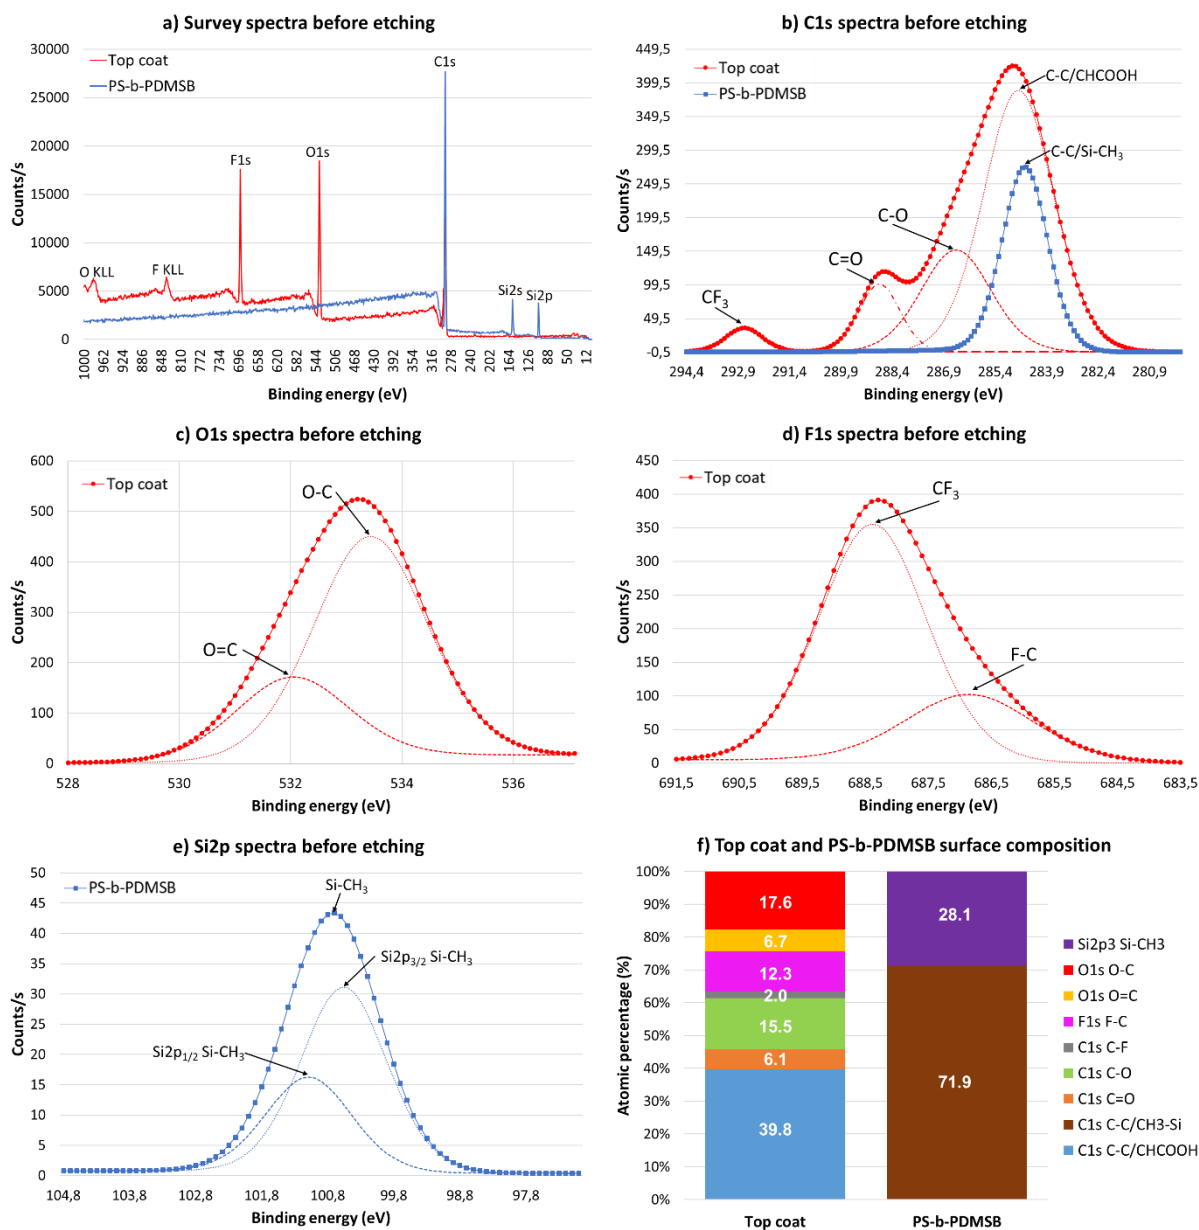 a) Survey spectra before etching
30000
25000
20000
15000
10000
5000
0
Counts/s
Top coat
PS-b-PDMSB
O KLL
F KLL
F1s
O1s
C1s
Si2s
Si2p
1000
962
924
886
848
810
772
734
696
658
620
582
544
506
468
430
392
354
316
278
240
202
164
126
88
50
12
Binding energy (eV)
b) C1s spectra before etching
449,5
399,5
349,5
299,5
249,5
199,5
149,5
99,5
49,5
-0,5
Counts/s
Top coat
PS-b-PDMSB
C-C/CHCOOH
C-C/Si-CH₃
C-O
C=O
CF₃
294,4
292,9
291,4
289,9
288,4
286,9
285,4
283,9
282,4
280,9
Binding energy (eV)
c) O1s spectra before etching
600
500
400
300
200
100
0
Counts/s
Top coat
O-C
O=C
528
530
532
534
536
Binding energy (eV)
d) F1s spectra before etching
450
400
350
300
250
200
150
100
50
0
Counts/s
Top coat
CF₃
F-C
691,5
690,5
689,5
688,5
687,5
686,5
685,5
684,5
683,5
Binding energy (eV)
e) Si2p spectra before etching
50
45
40
35
30
25
20
15
10
5
0
Counts/s
PS-b-PDMSB
Si-CH₃
Si2p₃/₂ Si-CH₃
Si2p₁/₂ Si-CH₃
104,8
103,8
102,8
101,8
100,8
99,8
98,8
97,8
Binding energy (eV)
f) Top coat and PS-b-PDMSB surface composition
100%
90%
80%
70%
60%
50%
40%
30%
20%
10%
0%
Atomic percentage (%)
17.6
6.7
12.3
2.0
15.5
6.1
39.8
28.1
71.9
Top coat
PS-b-PDMSB
Si2p3 Si-CH3
O1s O-C
O1s O=C
F1s F-C
C1s C-F
C1s C-O
C1s C=O
C1s C-C/CH3-Si
C1s C-C/CHCOOH